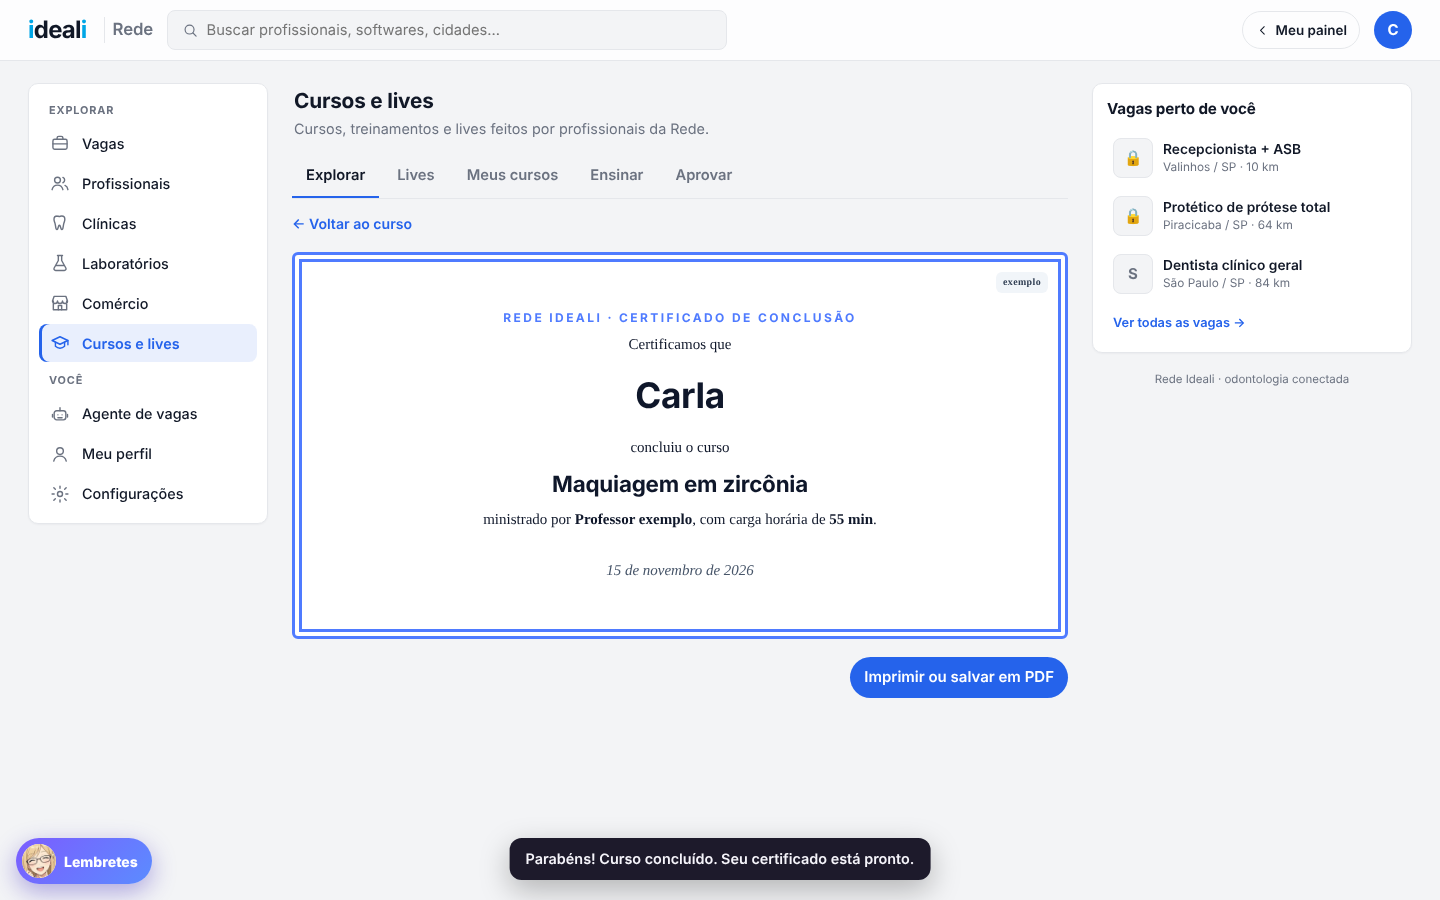 ideali
Rede
Buscar profissionais, softwares, cidades...
Meu painel
C
EXPLORAR
Vagas
Profissionais
Clínicas
Laboratórios
Comércio
Cursos e lives
VOCÊ
Agente de vagas
Meu perfil
Configurações
Cursos e lives
Cursos, treinamentos e lives feitos por profissionais da Rede.
Explorar
Lives
Meus cursos
Ensinar
Aprovar
← Voltar ao curso
exemplo
REDE IDEALI · CERTIFICADO DE CONCLUSÃO
Certificamos que
Carla
concluiu o curso
Maquiagem em zircônia
ministrado por Professor exemplo, com carga horária de 55 min.
15 de novembro de 2026
Imprimir ou salvar em PDF
Vagas perto de você
Recepcionista + ASB
Valinhos / SP · 10 km
Protético de prótese total
Piracicaba / SP · 64 km
S
Dentista clínico geral
São Paulo / SP · 84 km
Ver todas as vagas →
Rede Ideali · odontologia conectada
Lembretes
Parabéns! Curso concluído. Seu certificado está pronto.